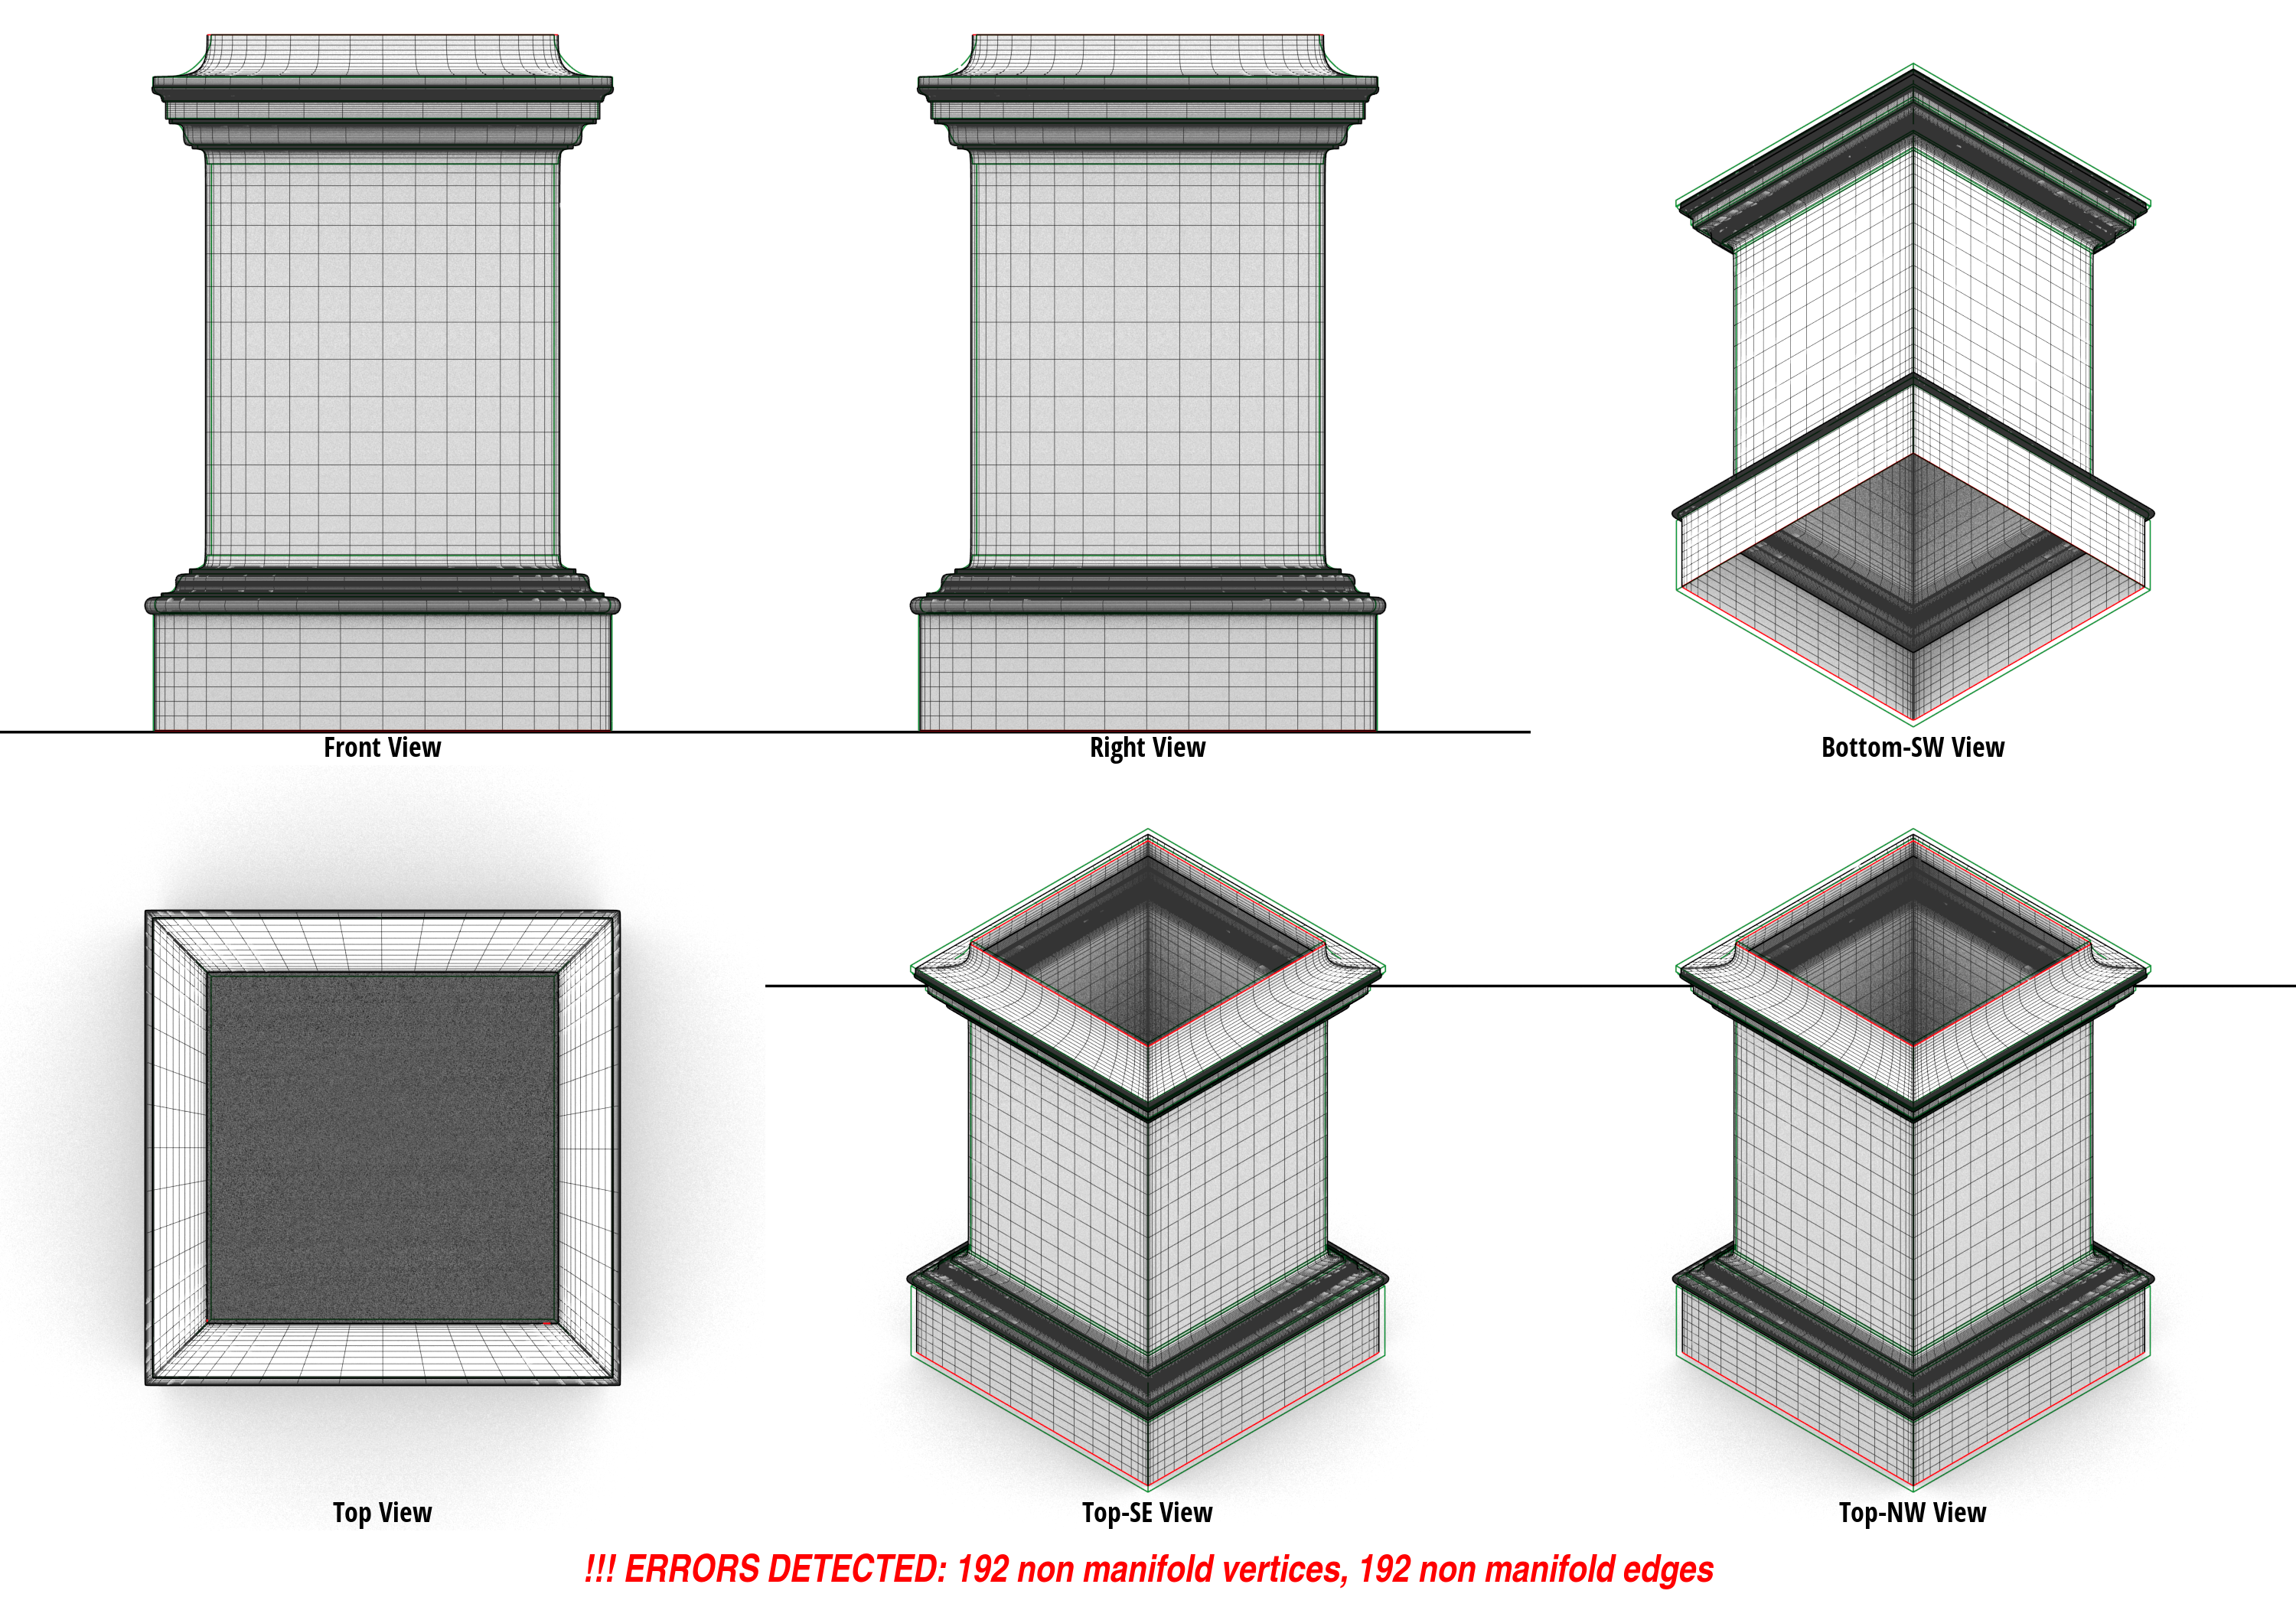 Front View
Right View
Bottom-SW View
Top View
Top-SE View
Top-NW View
!!! ERRORS DETECTED: 192 non manifold vertices, 192 non manifold edges